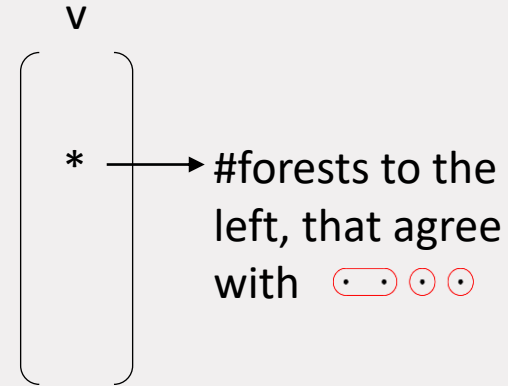 v
* #forests to the
left, that agree
with